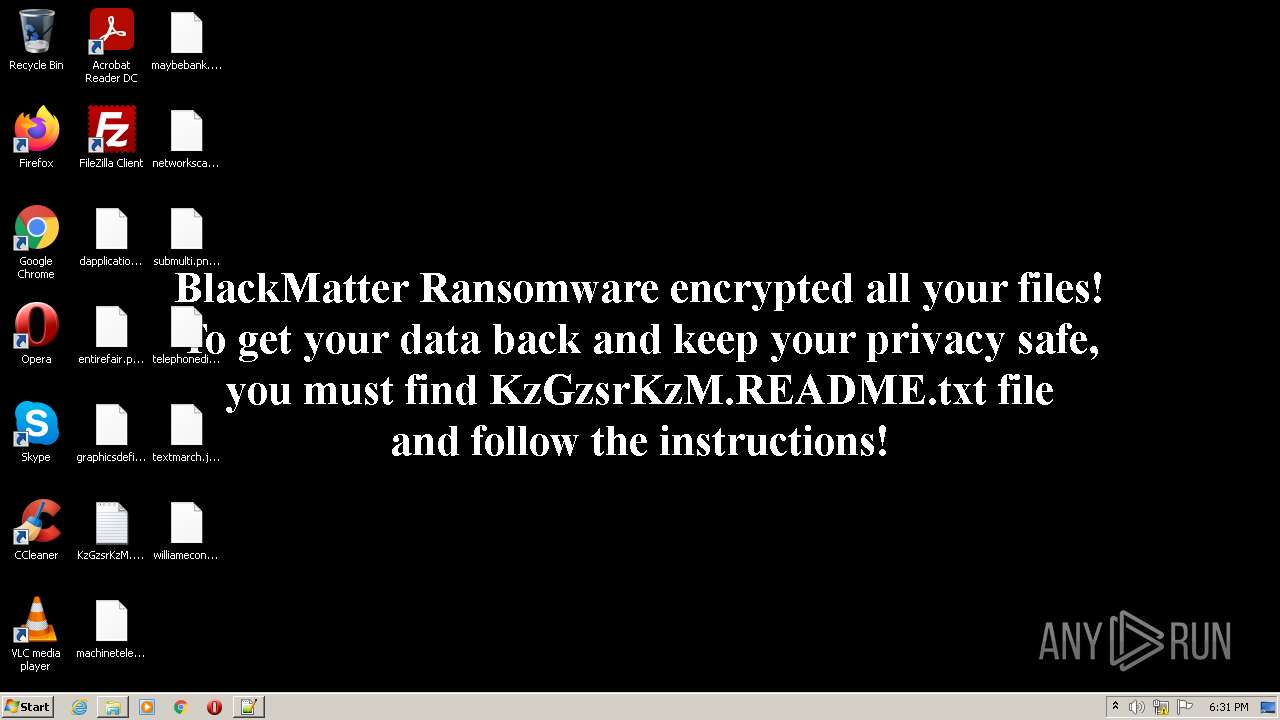 Recycle Bin
Acrobat
Reader DC
maybebank....
Firefox
FileZilla Client
networksca...
Google
Chrome
dapplicatio...
submulti.pn...
BlackMatter Ransomware encrypted all your files!
To get your data back and keep your privacy safe,
you must find KzGzsrKzM.README.txt file
and follow the instructions!
Opera
entirefair.p...
telephonedi...
Skype
graphicsdefi...
textmarch.j...
CCleaner
KzGzsrKzM....
williamecon...
VLC media
player
machinetele...
ANY RUN
Start
6:31 PM